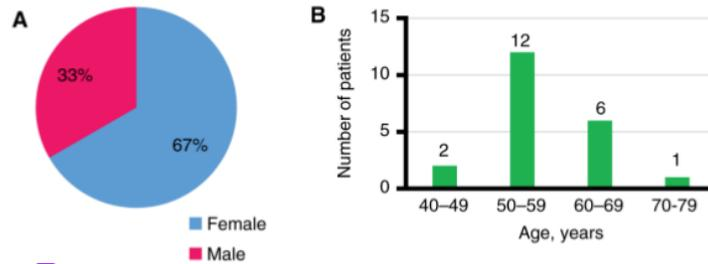 A
33%
67%
Female
Male
B
Number of patients
15
10
5
0
2
12
6
1
40–49 50–59 60–69 70-79
Age, years